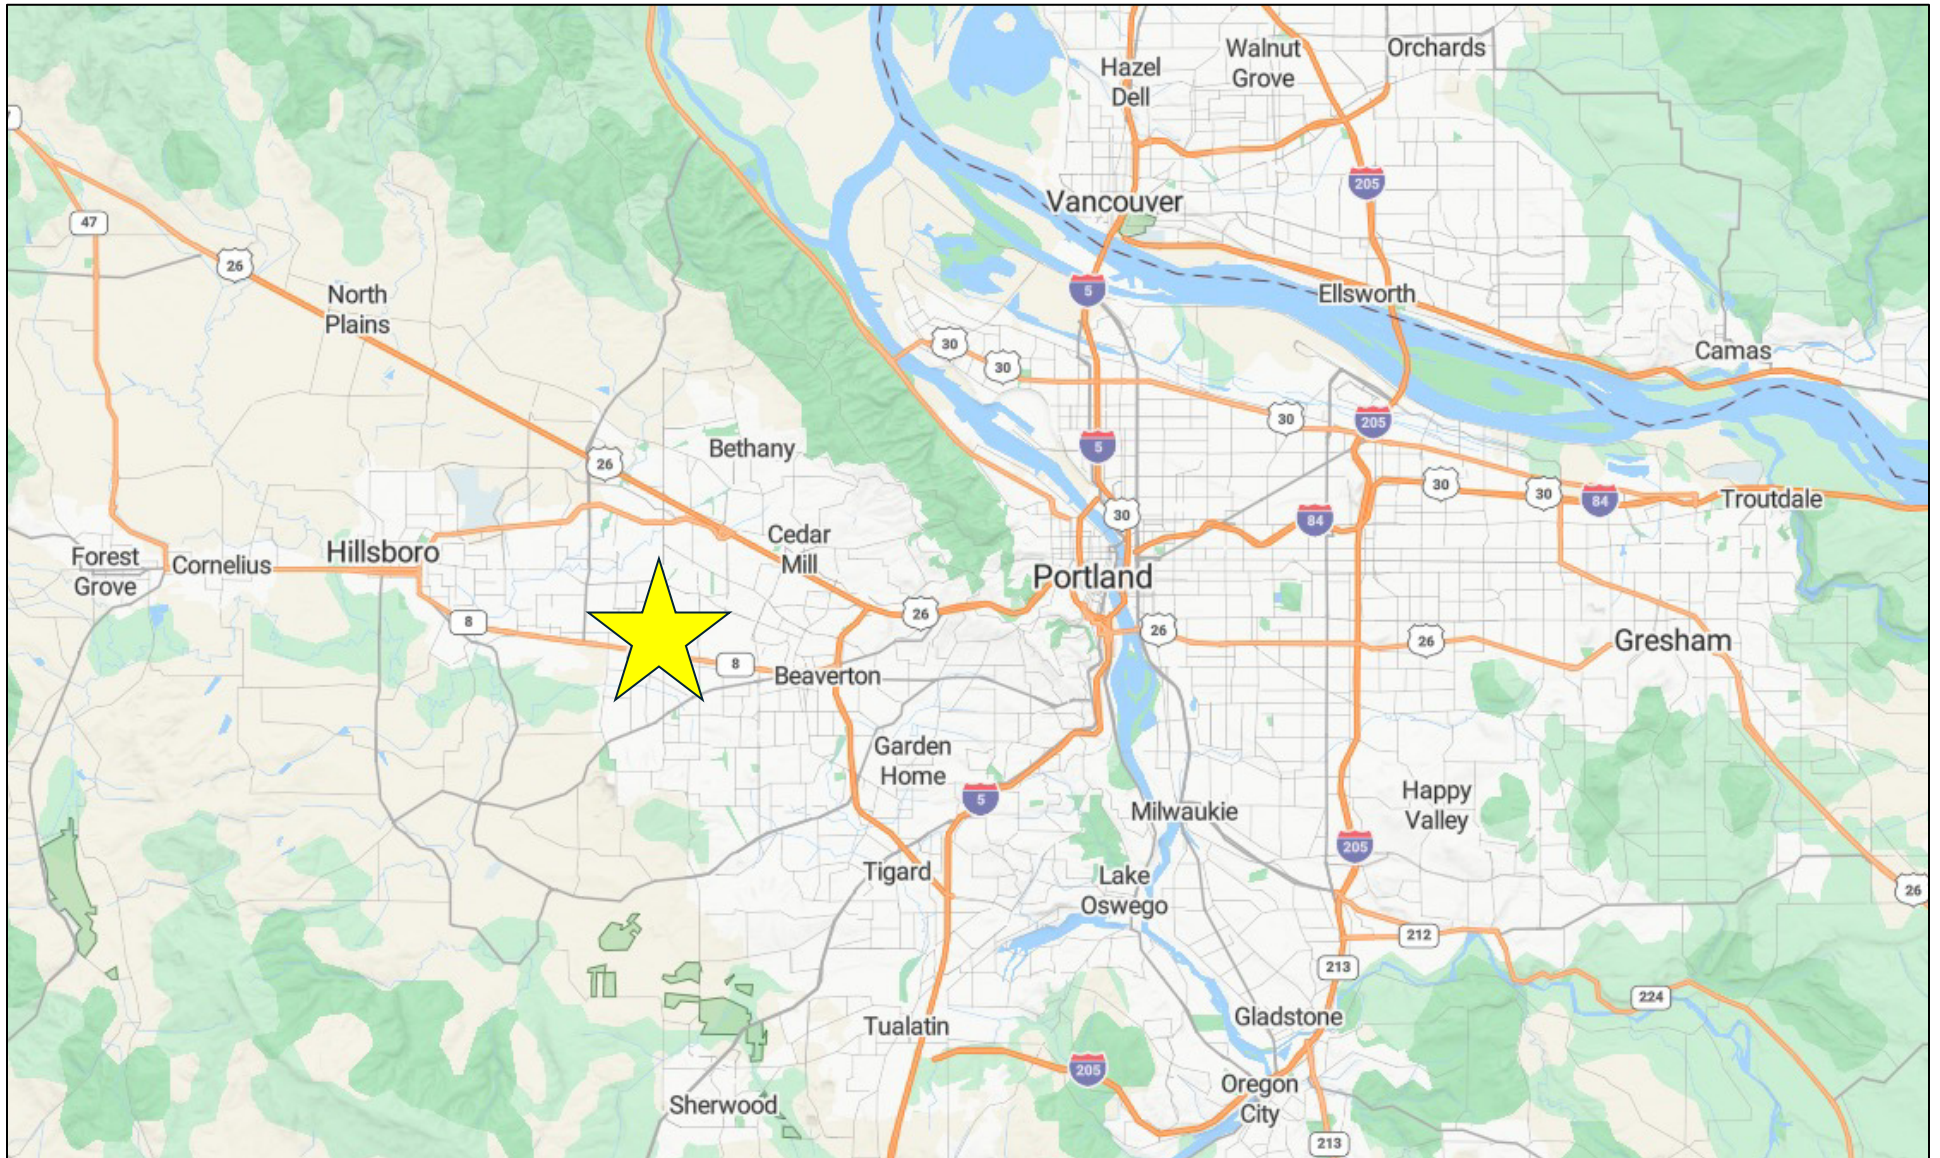 Hazel
Dell
Walnut
Grove
Orchards
205
Vancouver
47
26
North
Plains
5
Ellsworth
30
30
Camas
30
205
5
26
Bethany
30
30
84
Troutdale
30
84
Cedar
Mill
Forest
Grove
Cornelius
Hillsboro
Portland
8
26
26
26
Gresham
8
Beaverton
Garden
Home
5
Milwaukie
Happy
Valley
205
Tigard
Lake
Oswego
26
212
213
224
Tualatin
Gladstone
205
Oregon
City
Sherwood
213